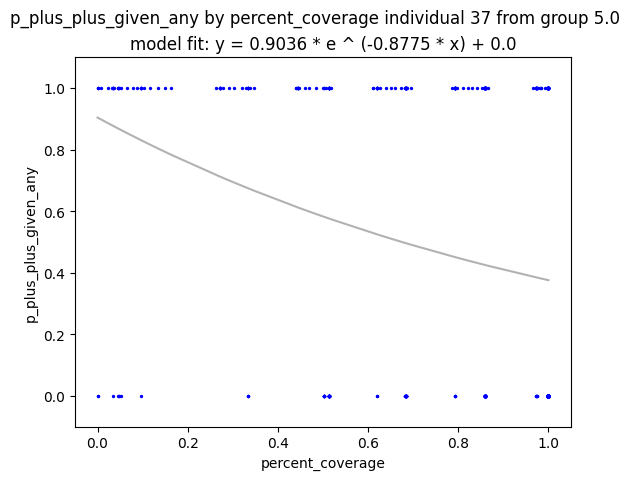 p_plus_plus_given_any by percent_coverage individual 37 from group 5.0
model fit: y = 0.9036 * e ^ (-0.8775 * x) + 0.0
1.0
0.8
0.6
0.4
0.2
0.0
p_plus_plus_given_any
0.0 0.2 0.4 0.6 0.8 1.0
percent_coverage